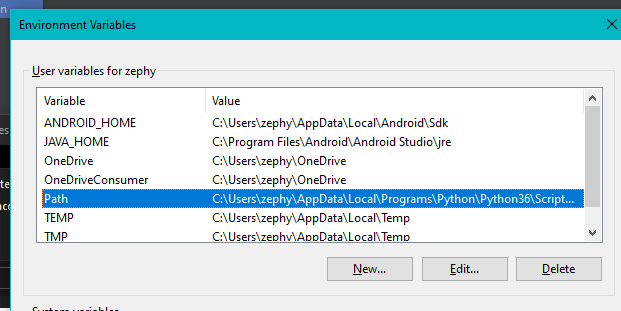 n
Environment Variables
User variables for zephy
Variable Value
ANDROID_HOME C:\Users\zephy\AppData\Local\Android\Sdk
JAVA_HOME C:\Program Files\Android\Android Studio\jre
OneDrive C:\Users\zephy\OneDrive
OneDriveConsumer C:\Users\zephy\OneDrive
Path C:\Users\zephy\AppData\Local\Programs\Python\Python36\Script...
TEMP C:\Users\zephy\AppData\Local\Temp
TMP C:\Users\zephy\AppData\Local\Temp
New... Edit... Delete
System variables